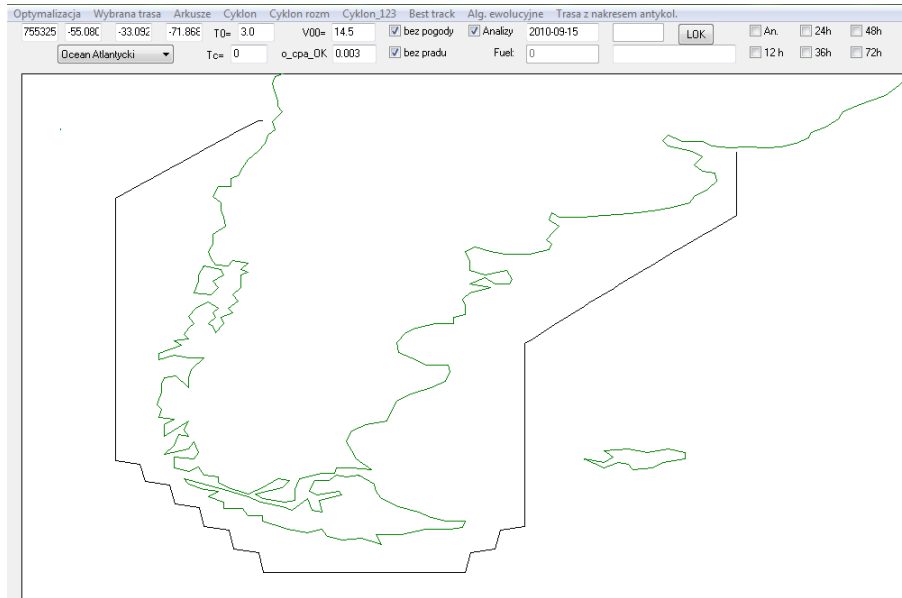 Optymalizacja Wybrana trasa Arkusze Cyklon Cyklon rozm Cyklon_123 Best track Alg. ewolucyjne Trasa z nakresem antykol.
755325 -55.080 -33.092 -71.868 T0= 3.0 V00= 14.5 bez pogody Analizy 2010-09-15 LOK An. 24h 48h
Ocean Atlantycki Tc= 0 o_cpa_OK 0.003 bez pradu Fuel: 0 12 h 36h 72h